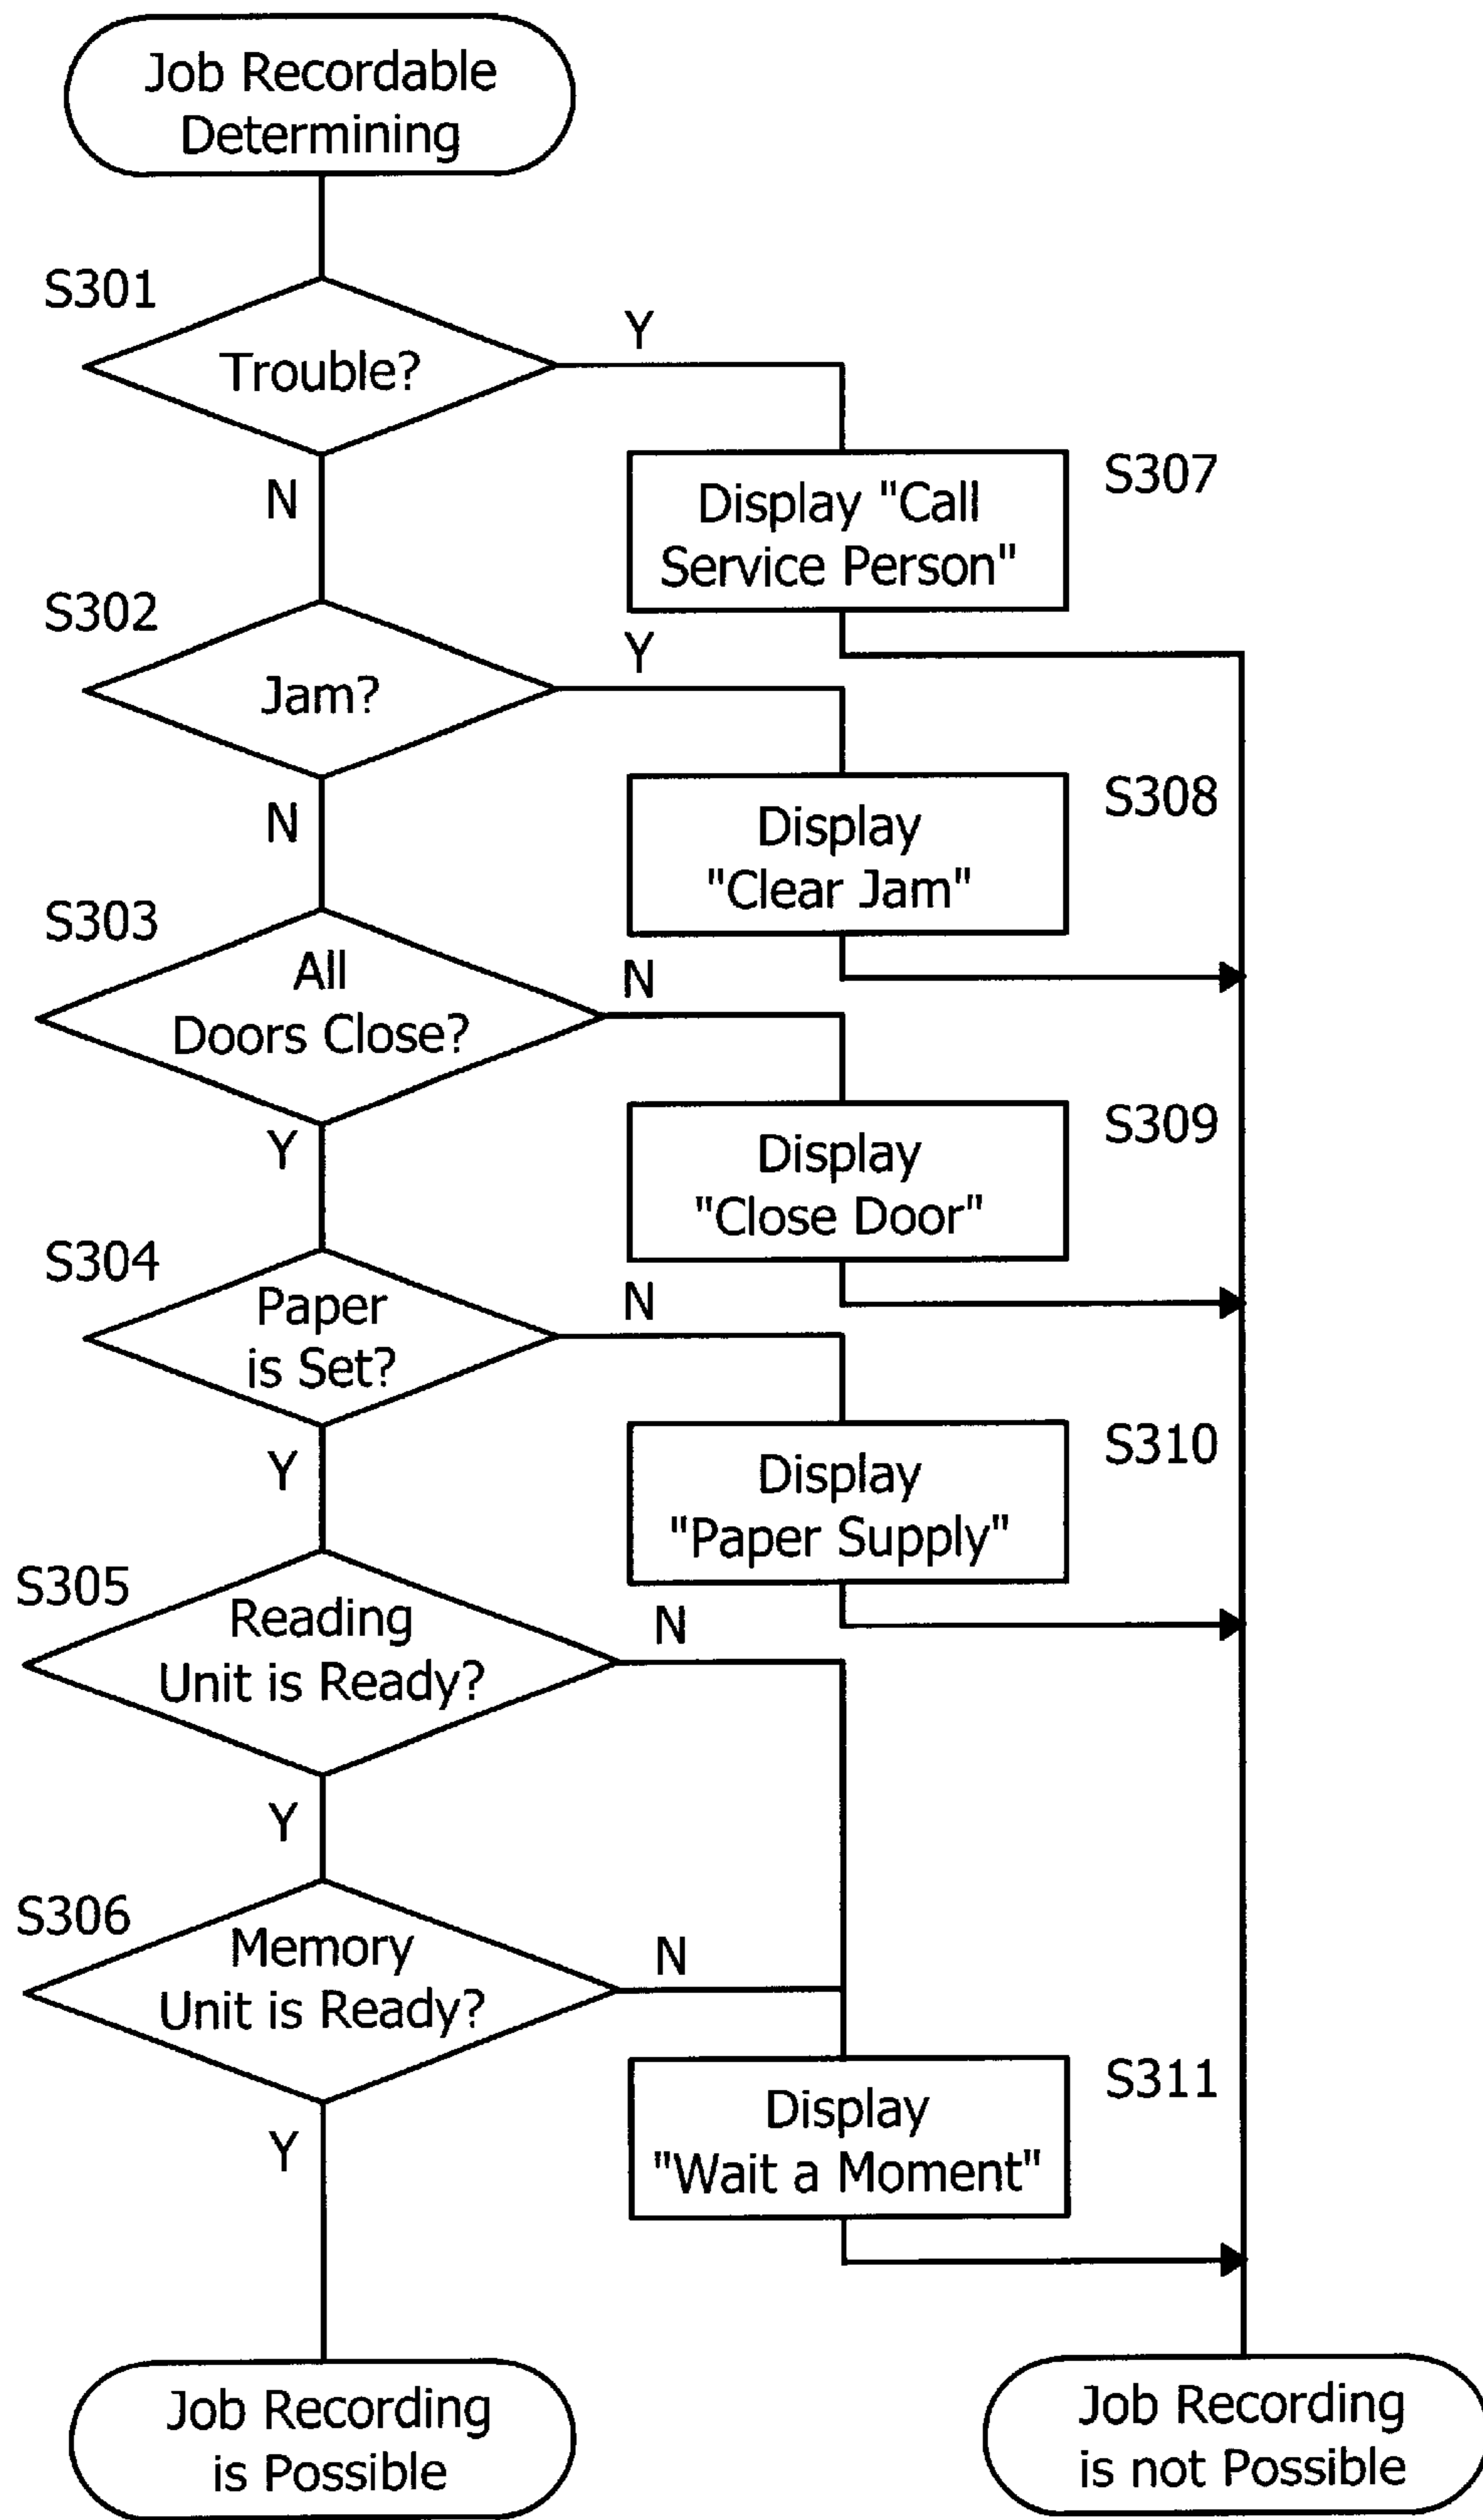 Job Recordable
Determining
S301
Trouble?
Y
N
Display "Call
Service Person"
S307
S302
Jam?
Y
N
Display
"Clear Jam"
S308
S303
All
Doors Close?
N
Y
Display
"Close Door"
S309
S304
Paper
is Set?
N
Y
Display
"Paper Supply"
S310
S305
Reading
Unit is Ready?
N
Y
S306
Memory
Unit is Ready?
N
Y
Display
"Wait a Moment"
S311
Job Recording
is Possible
Job Recording
is not Possible